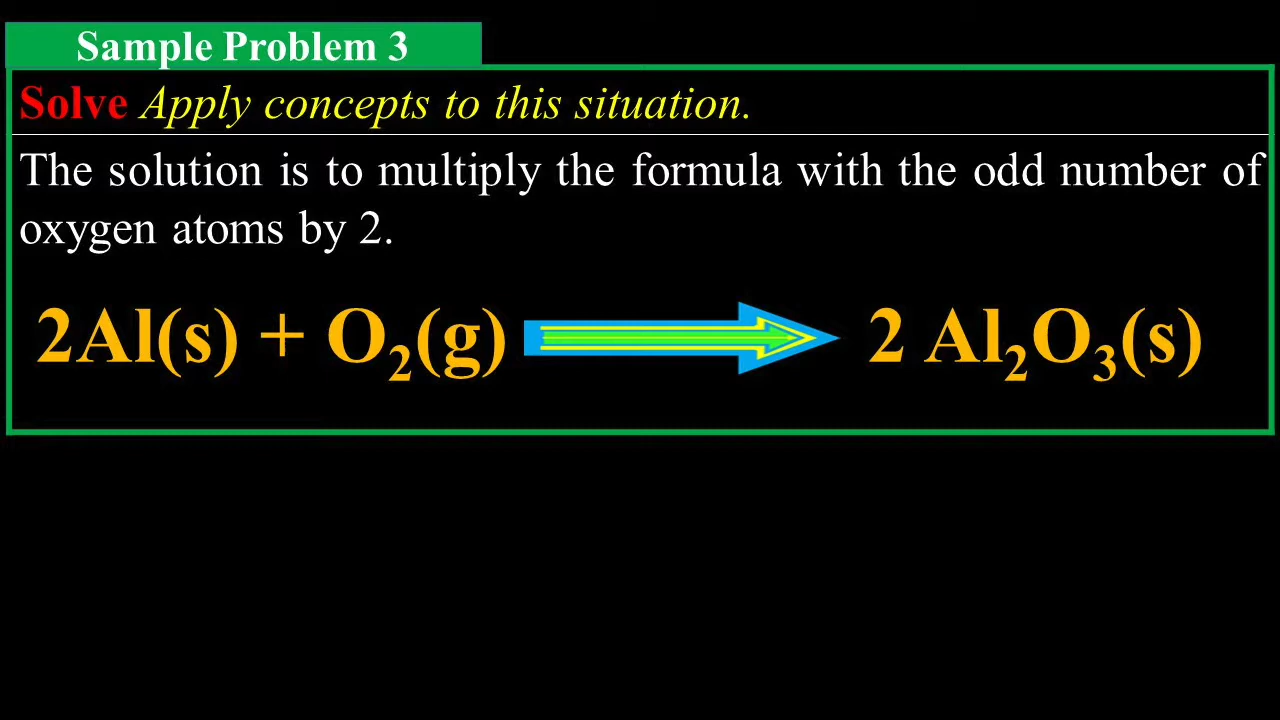 Sample Problem 3
Solve Apply concepts to this situation.
The solution is to multiply the formula with the odd number of
oxygen atoms by 2.
2Al(s) + O₂(g) 2 Al₂O₃(s)